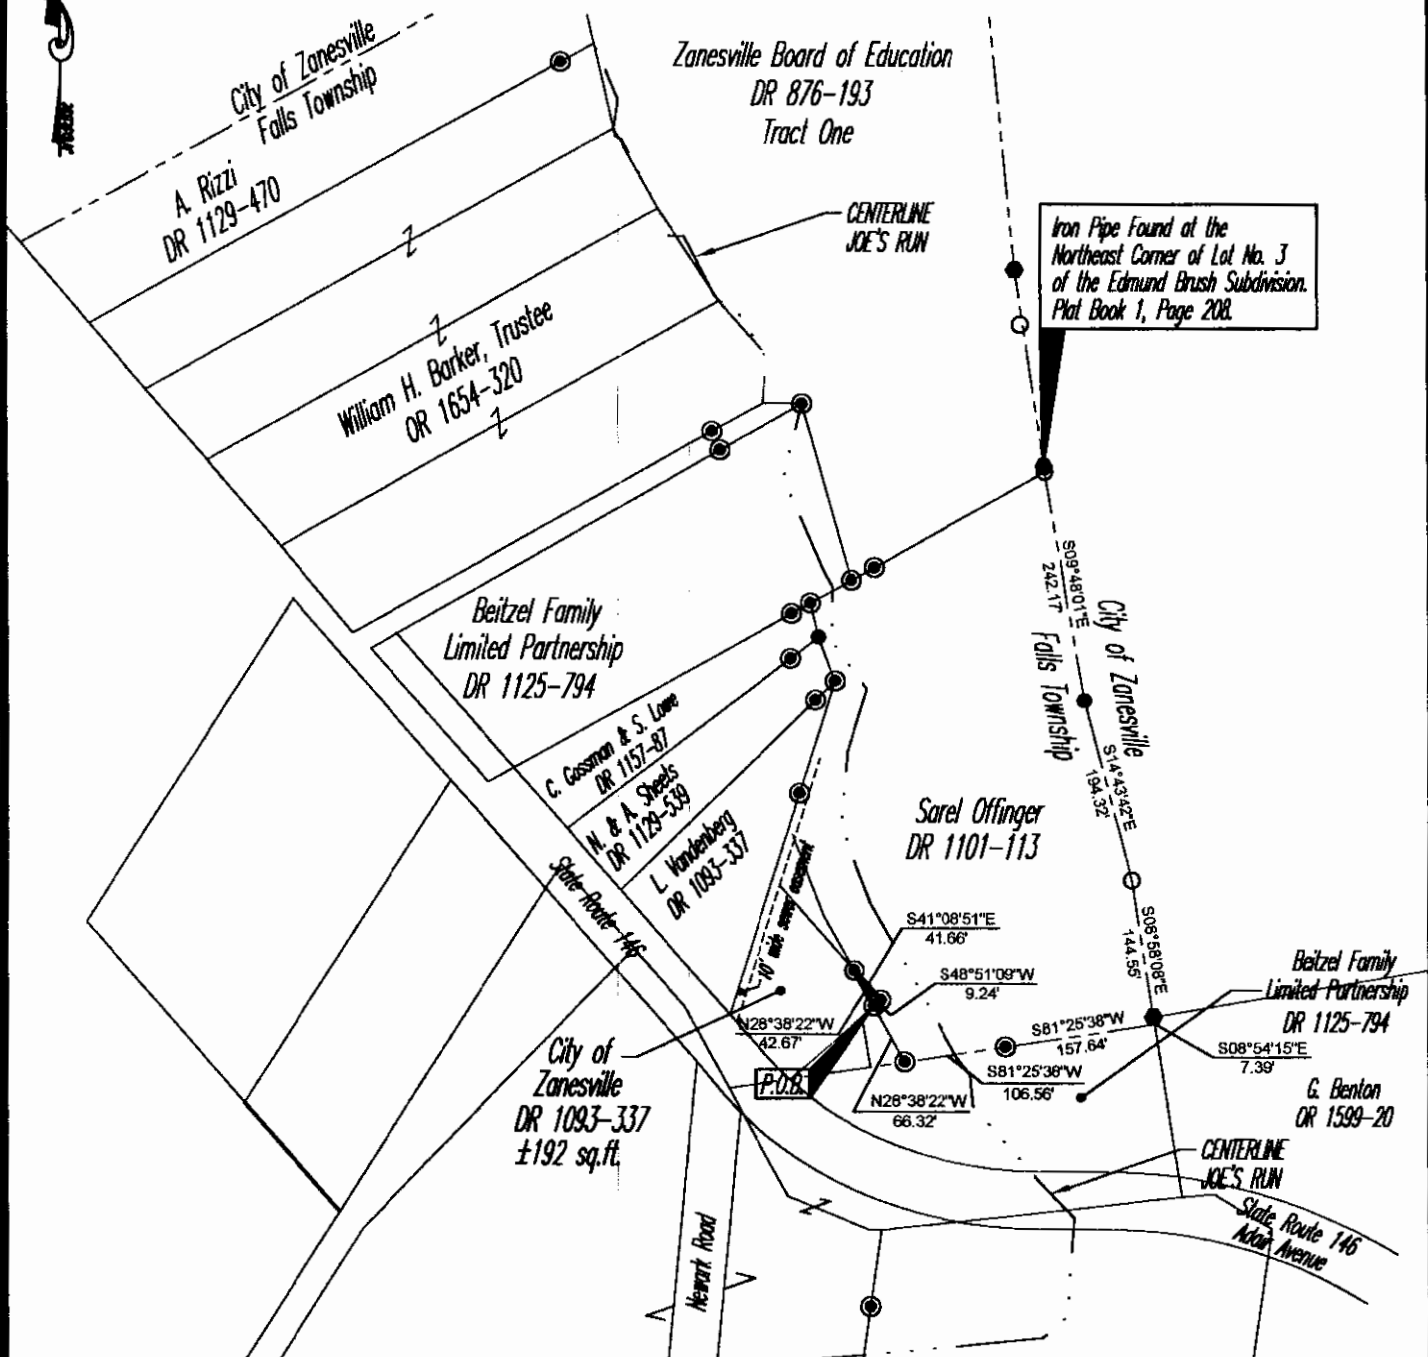 City of Zanesville
Falls Township
A. Rizzi
DR 1129-470
Zanesville Board of Education
DR 876-193
Tract One
CENTERLINE
JOE'S RUN
Iron Pipe Found at the
Northeast Corner of Lot No. 3
of the Edmund Brush Subdivision.
Plat Book 1, Page 208.
William H. Barker, Trustee
OR 1654-320
Beitzel Family
Limited Partnership
DR 1125-794
S09°48'01"E
242.17'
City of Zanesville
Falls Township
C. Gossman & S. Lowe
DR 1157-87
N. & A. Sheets
DR 1129-539
L. Vandenberg
DR 1093-337
State Route 146
10' wide sewer easement
Sarel Offinger
DR 1101-113
S14°43'42"E
194.32'
S41°08'51"E
41.66'
S48°51'09"W
9.24'
S08°58'08"E
144.55'
Beitzel Family
Limited Partnership
DR 1125-794
N28°38'22"W
42.67'
S81°25'38"W
157.64'
S08°54'15"E
7.39'
S81°25'38"W
106.56'
P.O.B.
N28°38'22"W
66.32'
City of
Zanesville
DR 1093-337
±192 sq.ft.
G. Benton
OR 1599-20
CENTERLINE
JOE'S RUN
State Route 146
Adair Avenue
Newark Road